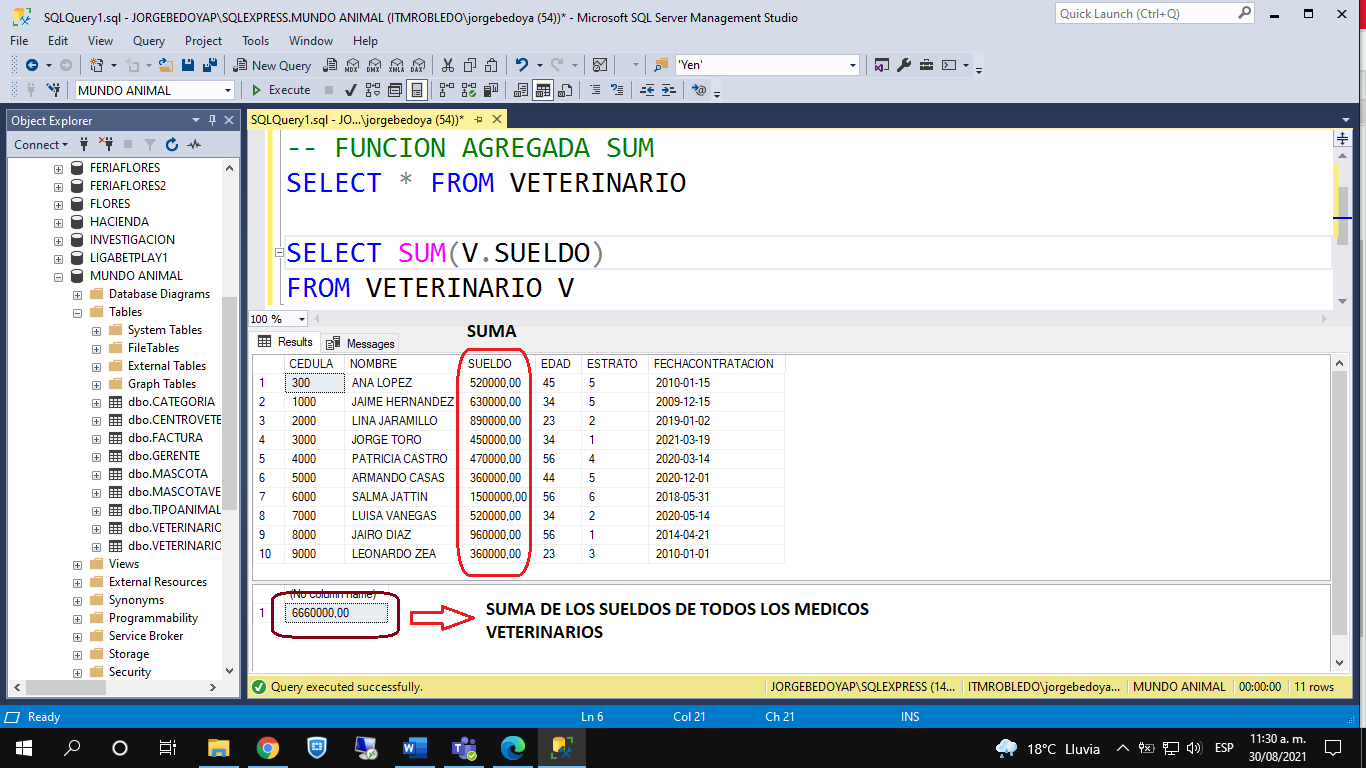 SQLQuery1.sql - JORGEBEDOYAP\SQLEXPRESS.MUNDO ANIMAL (ITMROBLEDO\jorgebedoya (54))* - Microsoft SQL Server Management Studio
Quick Launch (Ctrl+Q)
File Edit View Query Project Tools Window Help
New Query MDX DMX XMLA DAX 'Yen'
MUNDO ANIMAL Execute
Object Explorer
SQLQuery1.sql - JO...\jorgebedoya (54))*
Connect
FERIAFLORES
FERIAFLORES2
FLORES
HACIENDA
INVESTIGACION
LIGABETPLAY1
MUNDO ANIMAL
Database Diagrams
Tables
System Tables
FileTables
External Tables
Graph Tables
dbo.CATEGORIA
dbo.CENTROVETE
dbo.FACTURA
dbo.GERENTE
dbo.MASCOTA
dbo.MASCOTAVE
dbo.TIPOANIMAL
dbo.VETERINARIO
dbo.VETERINARIO
Views
External Resources
Synonyms
Programmability
Service Broker
Storage
Security
-- FUNCION AGREGADA SUM
SELECT * FROM VETERINARIO
SELECT SUM(V.SUELDO)
FROM VETERINARIO V
100 %
SUMA
Results Messages
CEDULA NOMBRE SUELDO EDAD ESTRATO FECHACONTRATACION
1 300 ANA LOPEZ 520000,00 45 5 2010-01-15
2 1000 JAIME HERNANDEZ 630000,00 34 5 2009-12-15
3 2000 LINA JARAMILLO 890000,00 23 2 2019-01-02
4 3000 JORGE TORO 450000,00 34 1 2021-03-19
5 4000 PATRICIA CASTRO 470000,00 56 4 2020-03-14
6 5000 ARMANDO CASAS 360000,00 44 5 2020-12-01
7 6000 SALMA JATTIN 1500000,00 56 6 2018-05-31
8 7000 LUISA VANEGAS 520000,00 34 2 2020-05-14
9 8000 JAIRO DIAZ 960000,00 56 1 2014-04-21
10 9000 LEONARDO ZEA 360000,00 23 3 2010-01-01
(No column name)
1 6660000,00
SUMA DE LOS SUELDOS DE TODOS LOS MEDICOS
VETERINARIOS
Query executed successfully. JORGEBEDOYAP\SQLEXPRESS (14... ITMROBLEDO\jorgebedoya... MUNDO ANIMAL 00:00:00 11 rows
Ready Ln 6 Col 21 Ch 21 INS
18°C Lluvia ESP 11:30 a. m.
30/08/2021